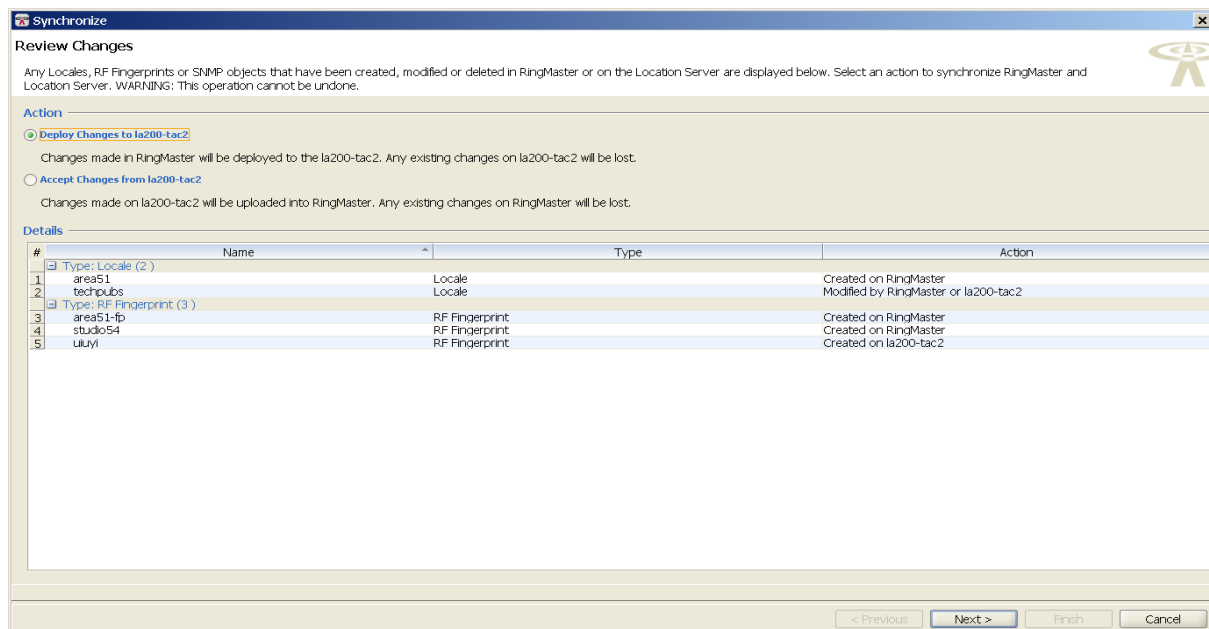 Synchronize
Review Changes
Any Locales, RF Fingerprints or SNMP objects that have been created, modified or deleted in RingMaster or on the Location Server are displayed below. Select an action to synchronize RingMaster and
Location Server. WARNING: This operation cannot be undone.
Action
Deploy Changes to la200-tac2
Changes made in RingMaster will be deployed to the la200-tac2. Any existing changes on la200-tac2 will be lost.
Accept Changes from la200-tac2
Changes made on la200-tac2 will be uploaded into RingMaster. Any existing changes on RingMaster will be lost.
Details
# Name Type Action
Type: Locale (2 )
1 area51 Locale Created on RingMaster
2 techpubs Locale Modified by RingMaster or la200-tac2
Type: RF Fingerprint (3 )
3 area51-fp RF Fingerprint Created on RingMaster
4 studio54 RF Fingerprint Created on RingMaster
5 uiuyi RF Fingerprint Created on la200-tac2
< Previous Next > Finish Cancel